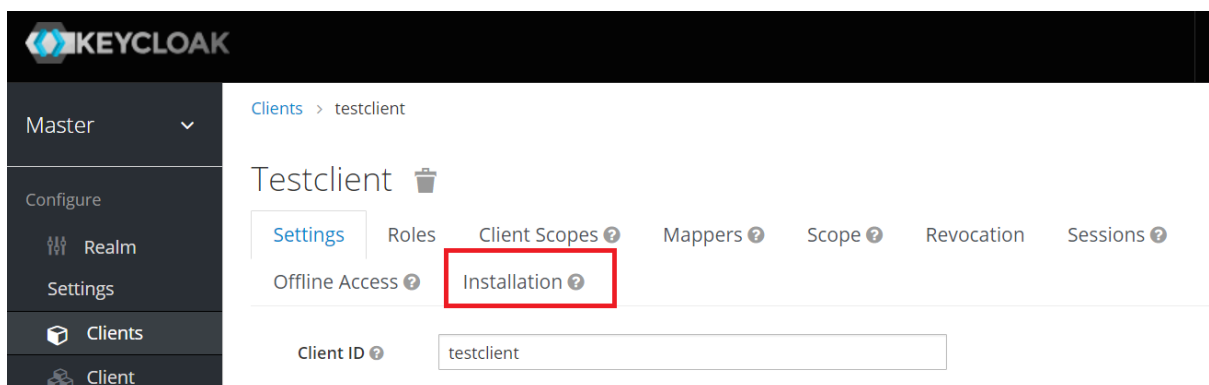 KEYCLOAK
Master
Configure
Realm
Settings
Clients
Client
Clients > testclient
Testclient
Settings Roles Client Scopes Mappers Scope Revocation Sessions
Offline Access Installation
Client ID testclient